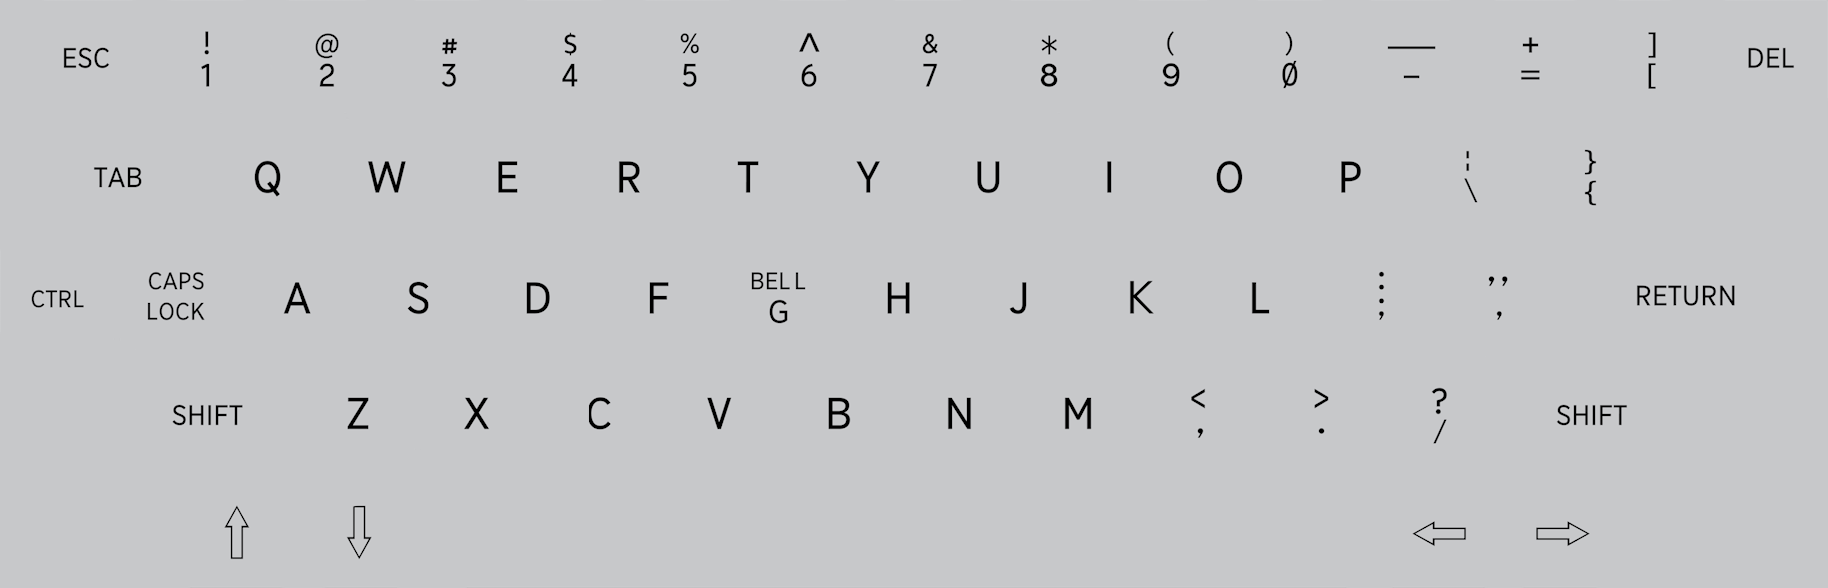 ESC ! @ # $ % ^ & * ( ) — + ] DEL
1 2 3 4 5 6 7 8 9 0 - = [
TAB Q W E R T Y U I O P ¦ }
\ {
CTRL CAPS LOCK A S D F BELL G H J K L : ; " ' RETURN
SHIFT Z X C V B N M < > ? SHIFT
, . /
↑ ↓ ← →